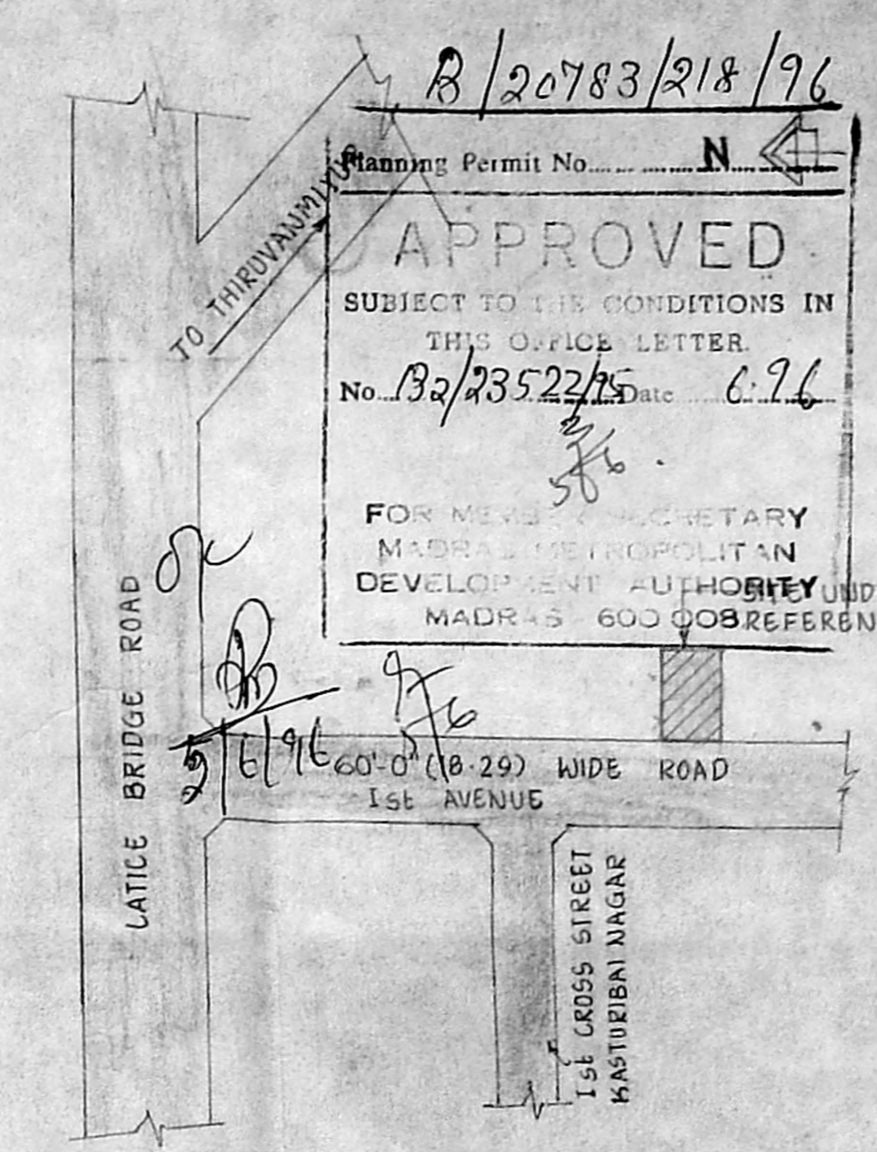 B/20783/218/96
Planning Permit No..............
N
TO THIRUVANMIYUR
APPROVED
SUBJECT TO THE CONDITIONS IN
THIS OFFICE LETTER.
No. B2/23522/95 Date 6.96
FOR MEMBER SECRETARY
MADRAS METROPOLITAN
DEVELOPMENT AUTHORITY
MADRAS 600 008
SITE UND
REFEREN
LATICE BRIDGE ROAD
5/6/96
60'-0" (18.29) WIDE ROAD
Ist AVENUE
Ist CROSS STREET
KASTURIBAI NAGAR